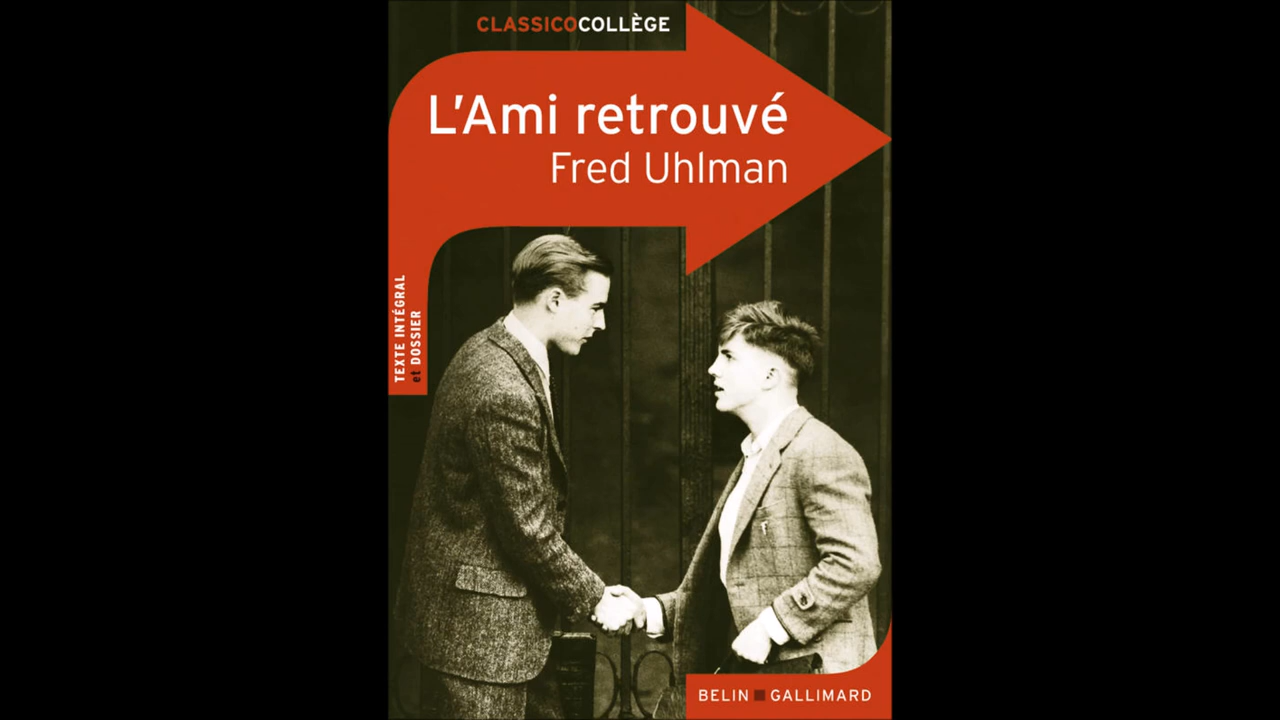 CLASSICOCOLLÈGE
L'Ami retrouvé
Fred Uhlman
TEXTE INTÉGRAL
et DOSSIER
BELIN GALLIMARD